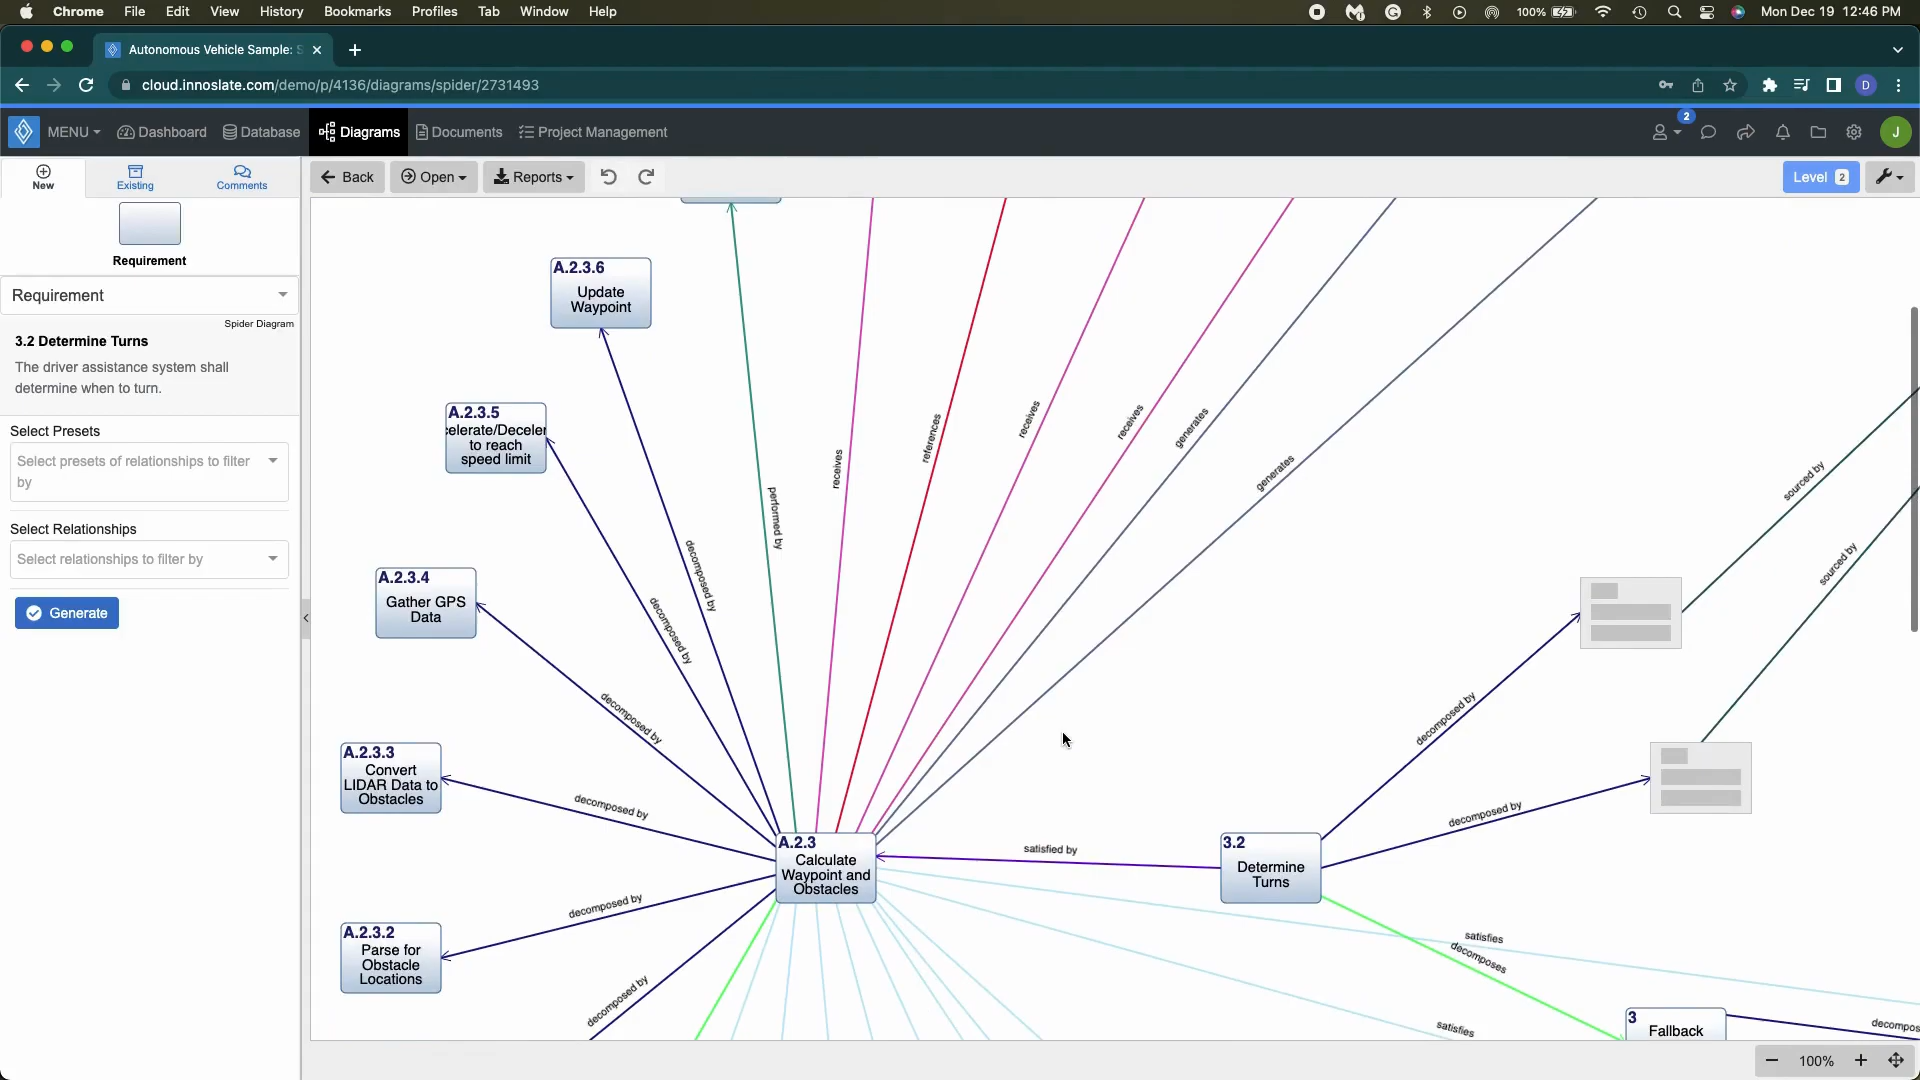 Chrome File Edit View History Bookmarks Profiles Tab Window Help
100%
Mon Dec 19 12:46 PM
Autonomous Vehicle Sample: S
cloud.innoslate.com/demo/p/4136/diagrams/spider/2731493
D
MENU Dashboard Database Diagrams Documents Project Management
2
J
New
Existing
Comments
Back Open Reports
Level 2
Requirement
Requirement
Spider Diagram
3.2 Determine Turns
The driver assistance system shall
determine when to turn.
Select Presets
Select presets of relationships to filter
by
Select Relationships
Select relationships to filter by
Generate
A.2.3.6
Update
Waypoint
A.2.3.5
celerate/Deceler
to reach
speed limit
A.2.3.4
Gather GPS
Data
A.2.3.3
Convert
LIDAR Data to
Obstacles
A.2.3.2
Parse for
Obstacle
Locations
decomposed by
decomposed by
decomposed by
decomposed by
decomposed by
decomposed by
performed by
receives
references
receives
receives
generates
generates
A.2.3
Calculate
Waypoint and
Obstacles
satisfied by
3.2
Determine
Turns
decomposed by
decomposed by
sourced by
sourced by
satisfies
decomposes
satisfies
3
Fallback
decompos
100%